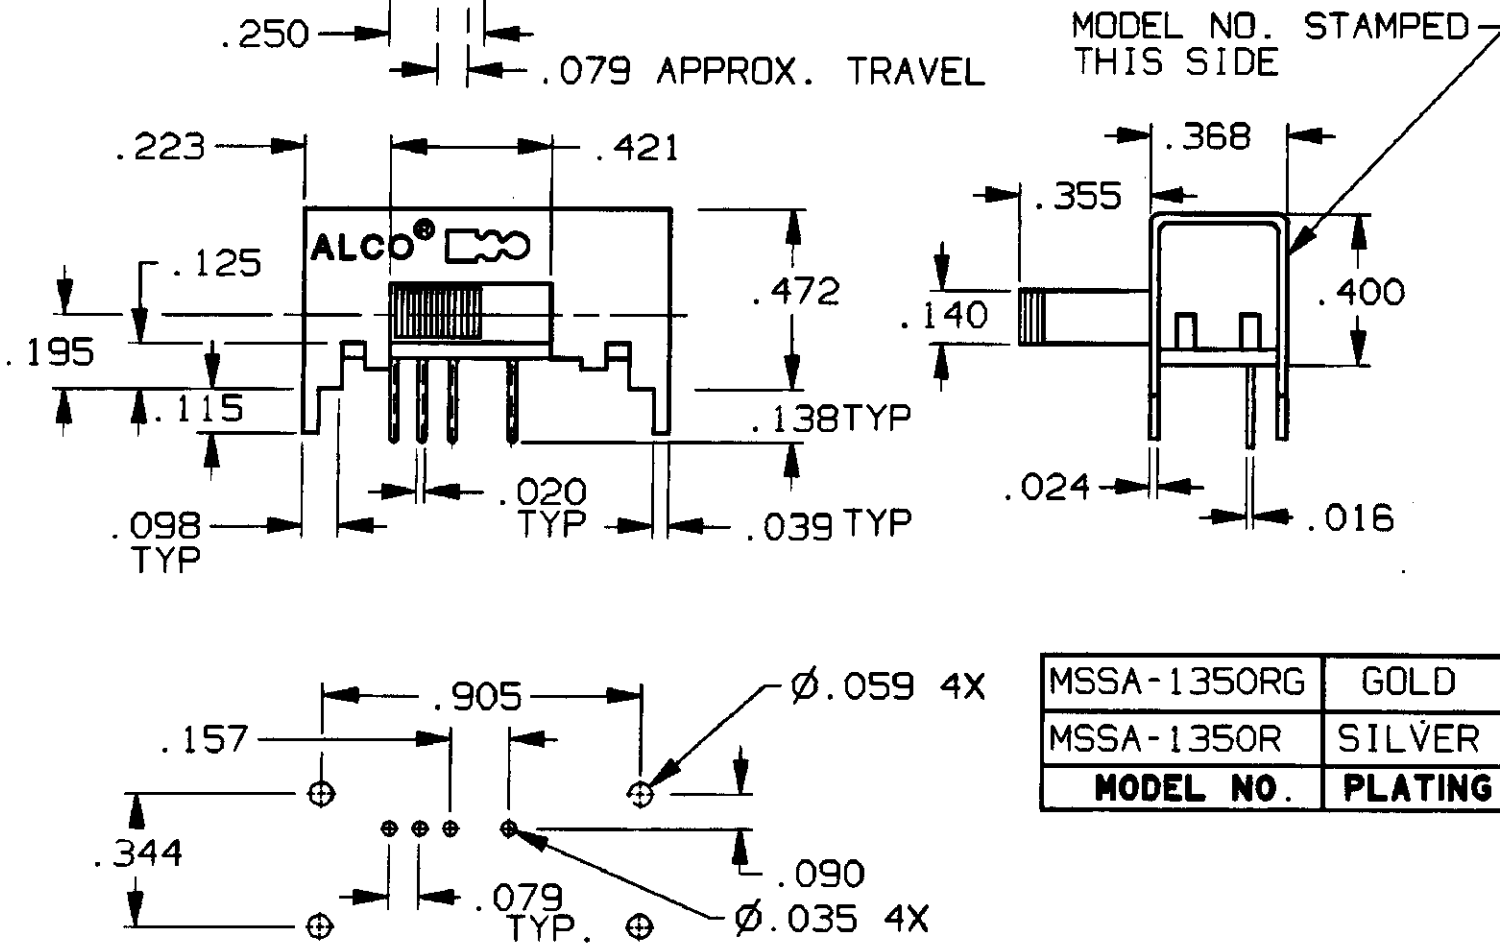 .250
.079 APPROX. TRAVEL
MODEL NO. STAMPED
THIS SIDE
.223
.421
.368
.355
ALCO®
.125
.472
.400
.140
.195
.115
.138 TYP
.020
TYP
.024
.098
TYP
.039 TYP
.016
.905
Ø.059 4X
.157
.344
.090
.079
TYP.
Ø.035 4X
MSSA-1350RG GOLD
MSSA-1350R SILVER
MODEL NO. PLATING